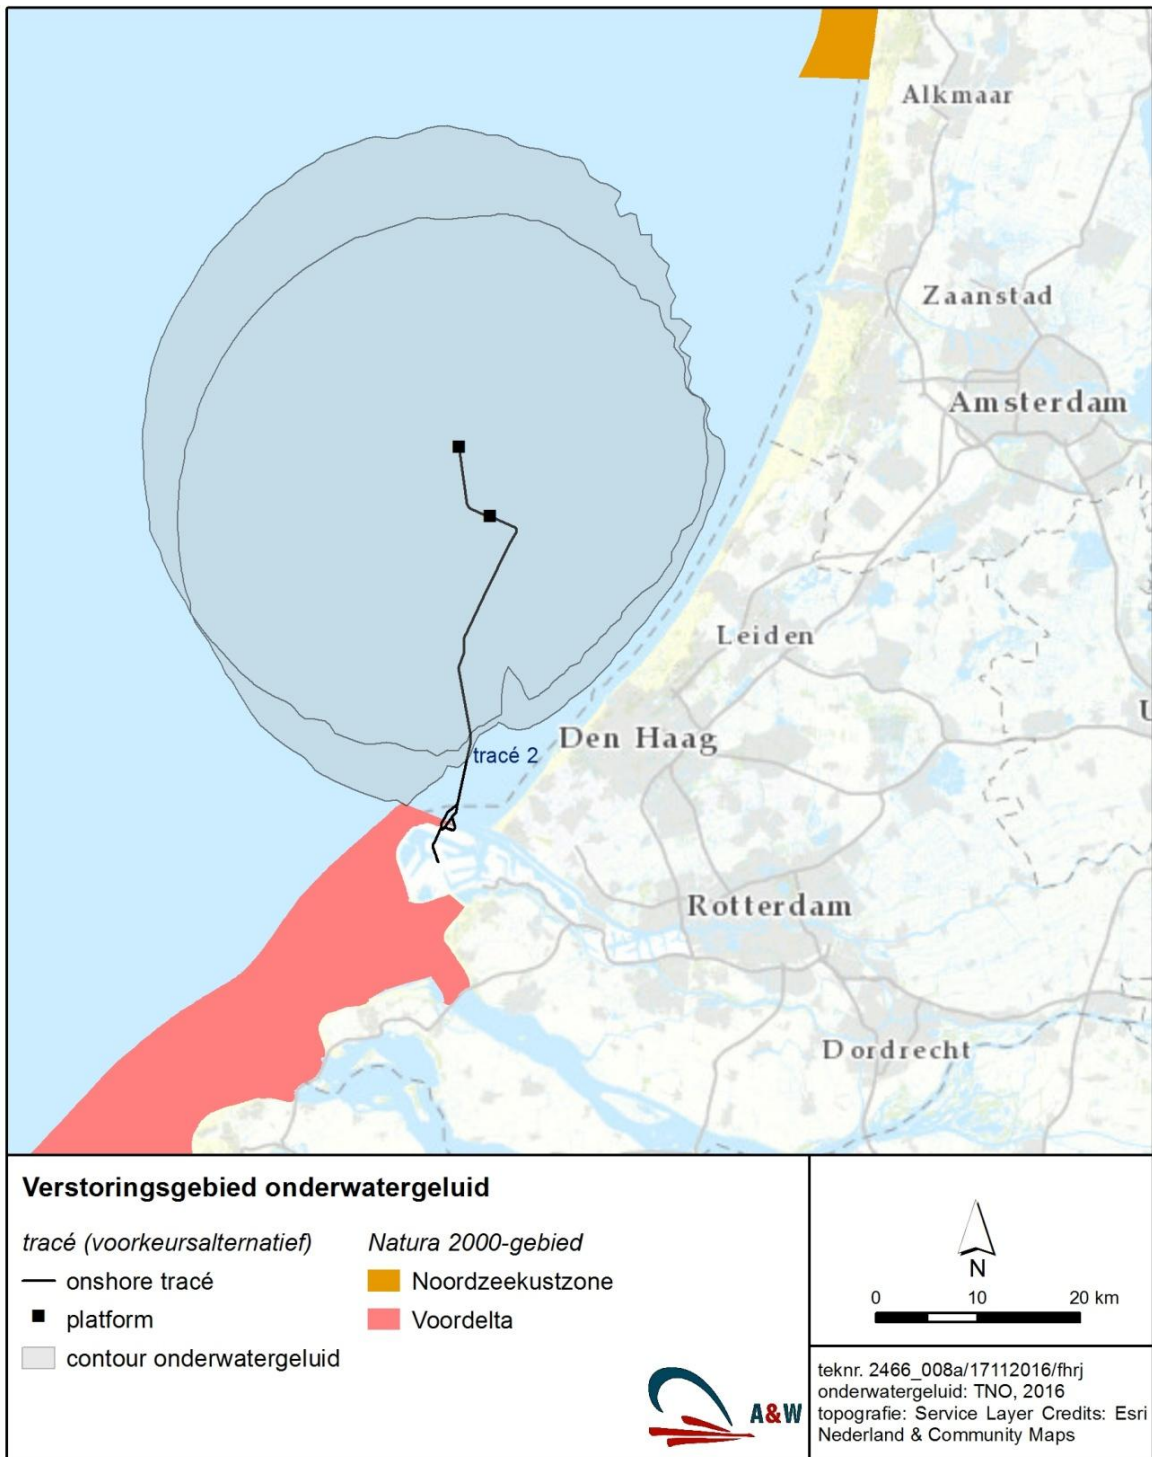 Alkmaar
Zaanstad
Amsterdam
Leiden
U
Den Haag
tracé 2
Rotterdam
Dordrecht
Verstoringsgebied onderwatergeluid
tracé (voorkeursalternatief)
onshore tracé
platform
contour onderwatergeluid
Natura 2000-gebied
Noordzeekustzone
Voordelta
A&W
N
0 10 20 km
teknr. 2466_008a/17112016/fhrj
onderwatergeluid: TNO, 2016
topografie: Service Layer Credits: Esri
Nederland & Community Maps